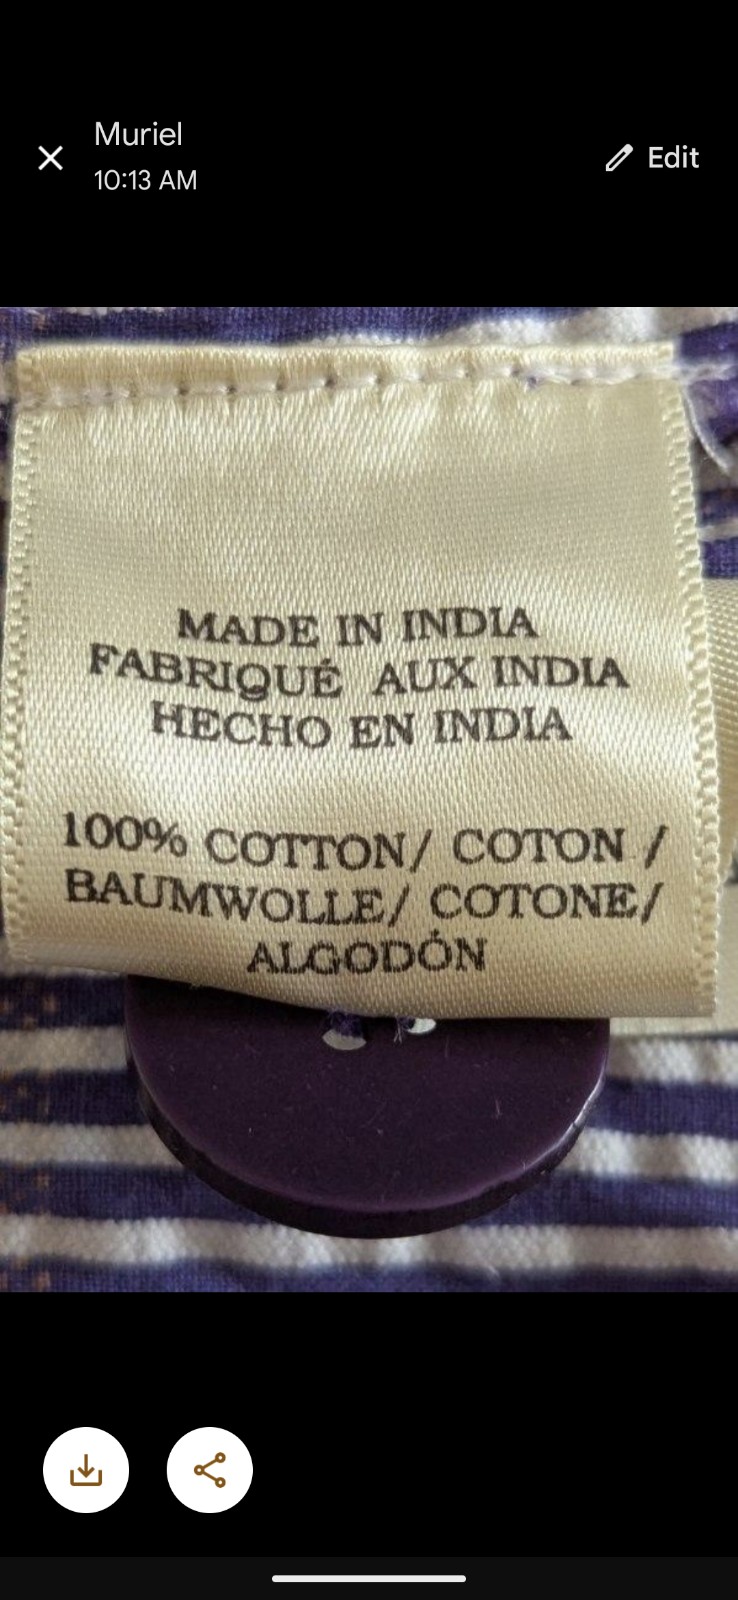 Muriel
10:13 AM
Edit
MADE IN INDIA
FABRIQUÉ AUX INDIA
HECHO EN INDIA
100% COTTON/ COTON /
BAUMWOLLE/ COTONE/
ALGODÓN